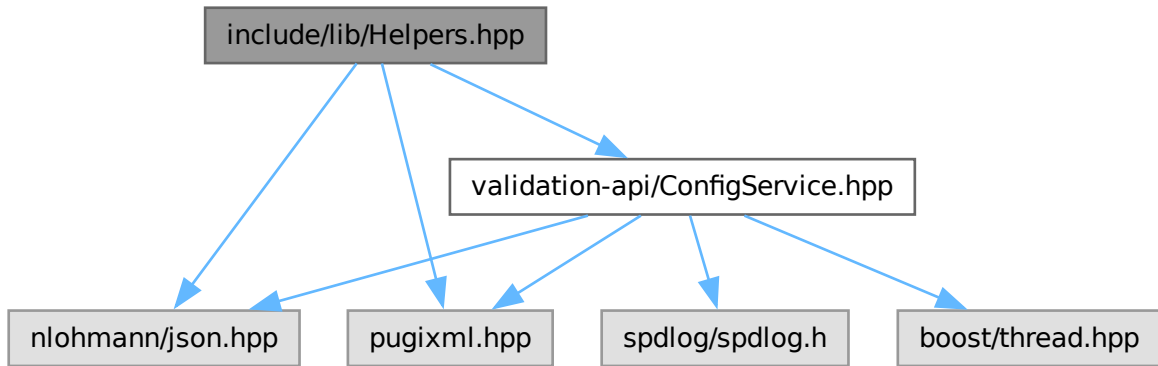 include/lib/Helpers.hpp
validation-api/ConfigService.hpp
nlohmann/json.hpp
pugixml.hpp
spdlog/spdlog.h
boost/thread.hpp